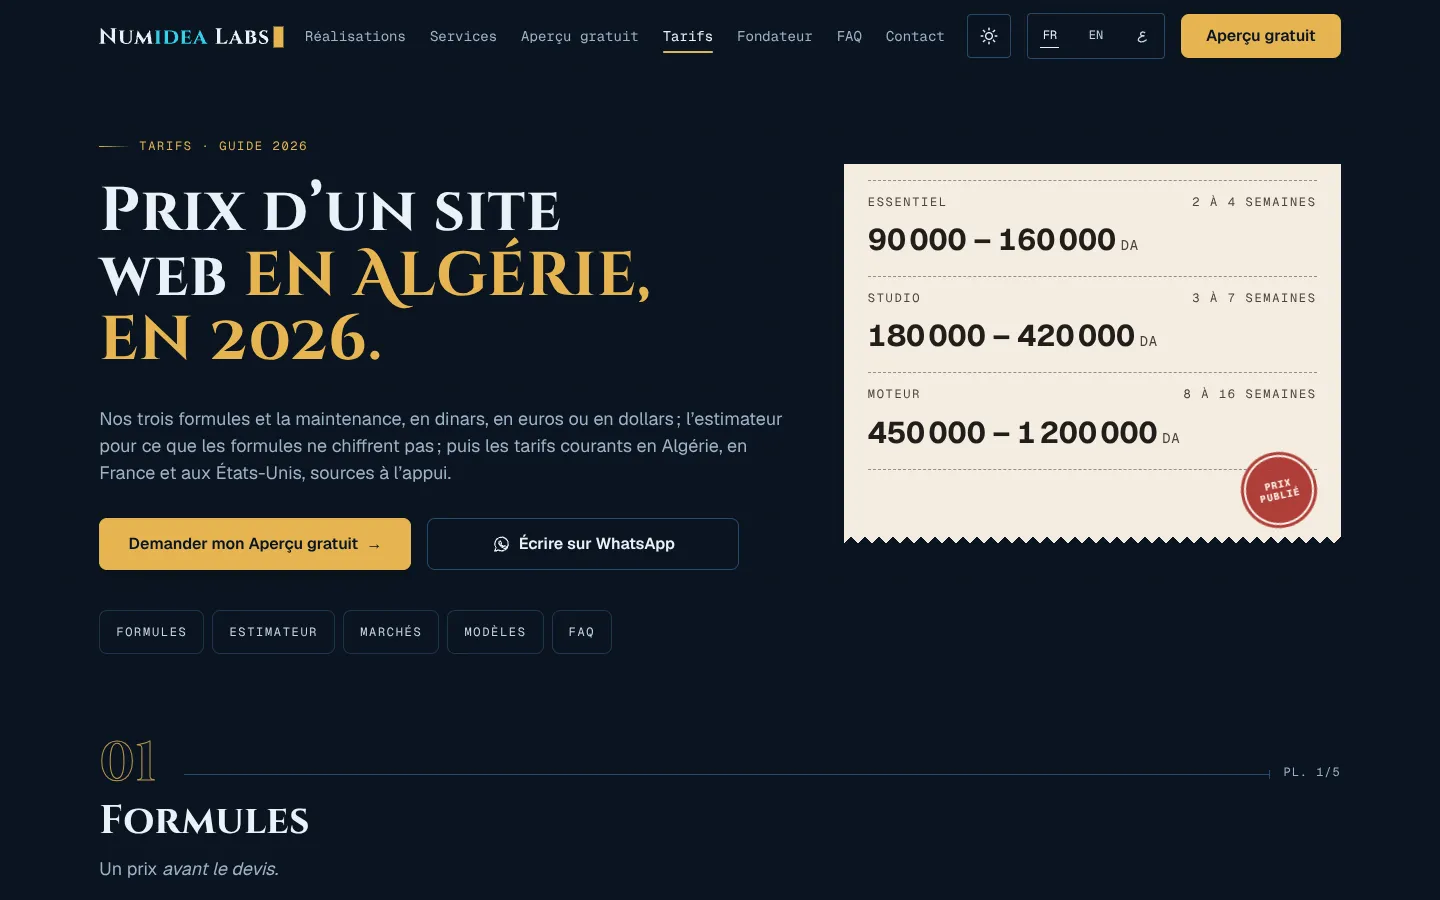 NUMIDEA LABS
Réalisations Services Aperçu gratuit Tarifs Fondateur FAQ Contact
FR EN ع
Aperçu gratuit
TARIFS · GUIDE 2026
PRIX D’UN SITE
WEB EN ALGÉRIE,
EN 2026.
Nos trois formules et la maintenance, en dinars, en euros ou en dollars ; l’estimateur
pour ce que les formules ne chiffrent pas ; puis les tarifs courants en Algérie, en
France et aux États-Unis, sources à l’appui.
Demander mon Aperçu gratuit →
Écrire sur WhatsApp
FORMULES ESTIMATEUR MARCHÉS MODÈLES FAQ
ESSENTIEL 2 À 4 SEMAINES
90 000 – 160 000 DA
STUDIO 3 À 7 SEMAINES
180 000 – 420 000 DA
MOTEUR 8 À 16 SEMAINES
450 000 – 1 200 000 DA
PRIX
PUBLIÉ
01
PL. 1/5
FORMULES
Un prix avant le devis.